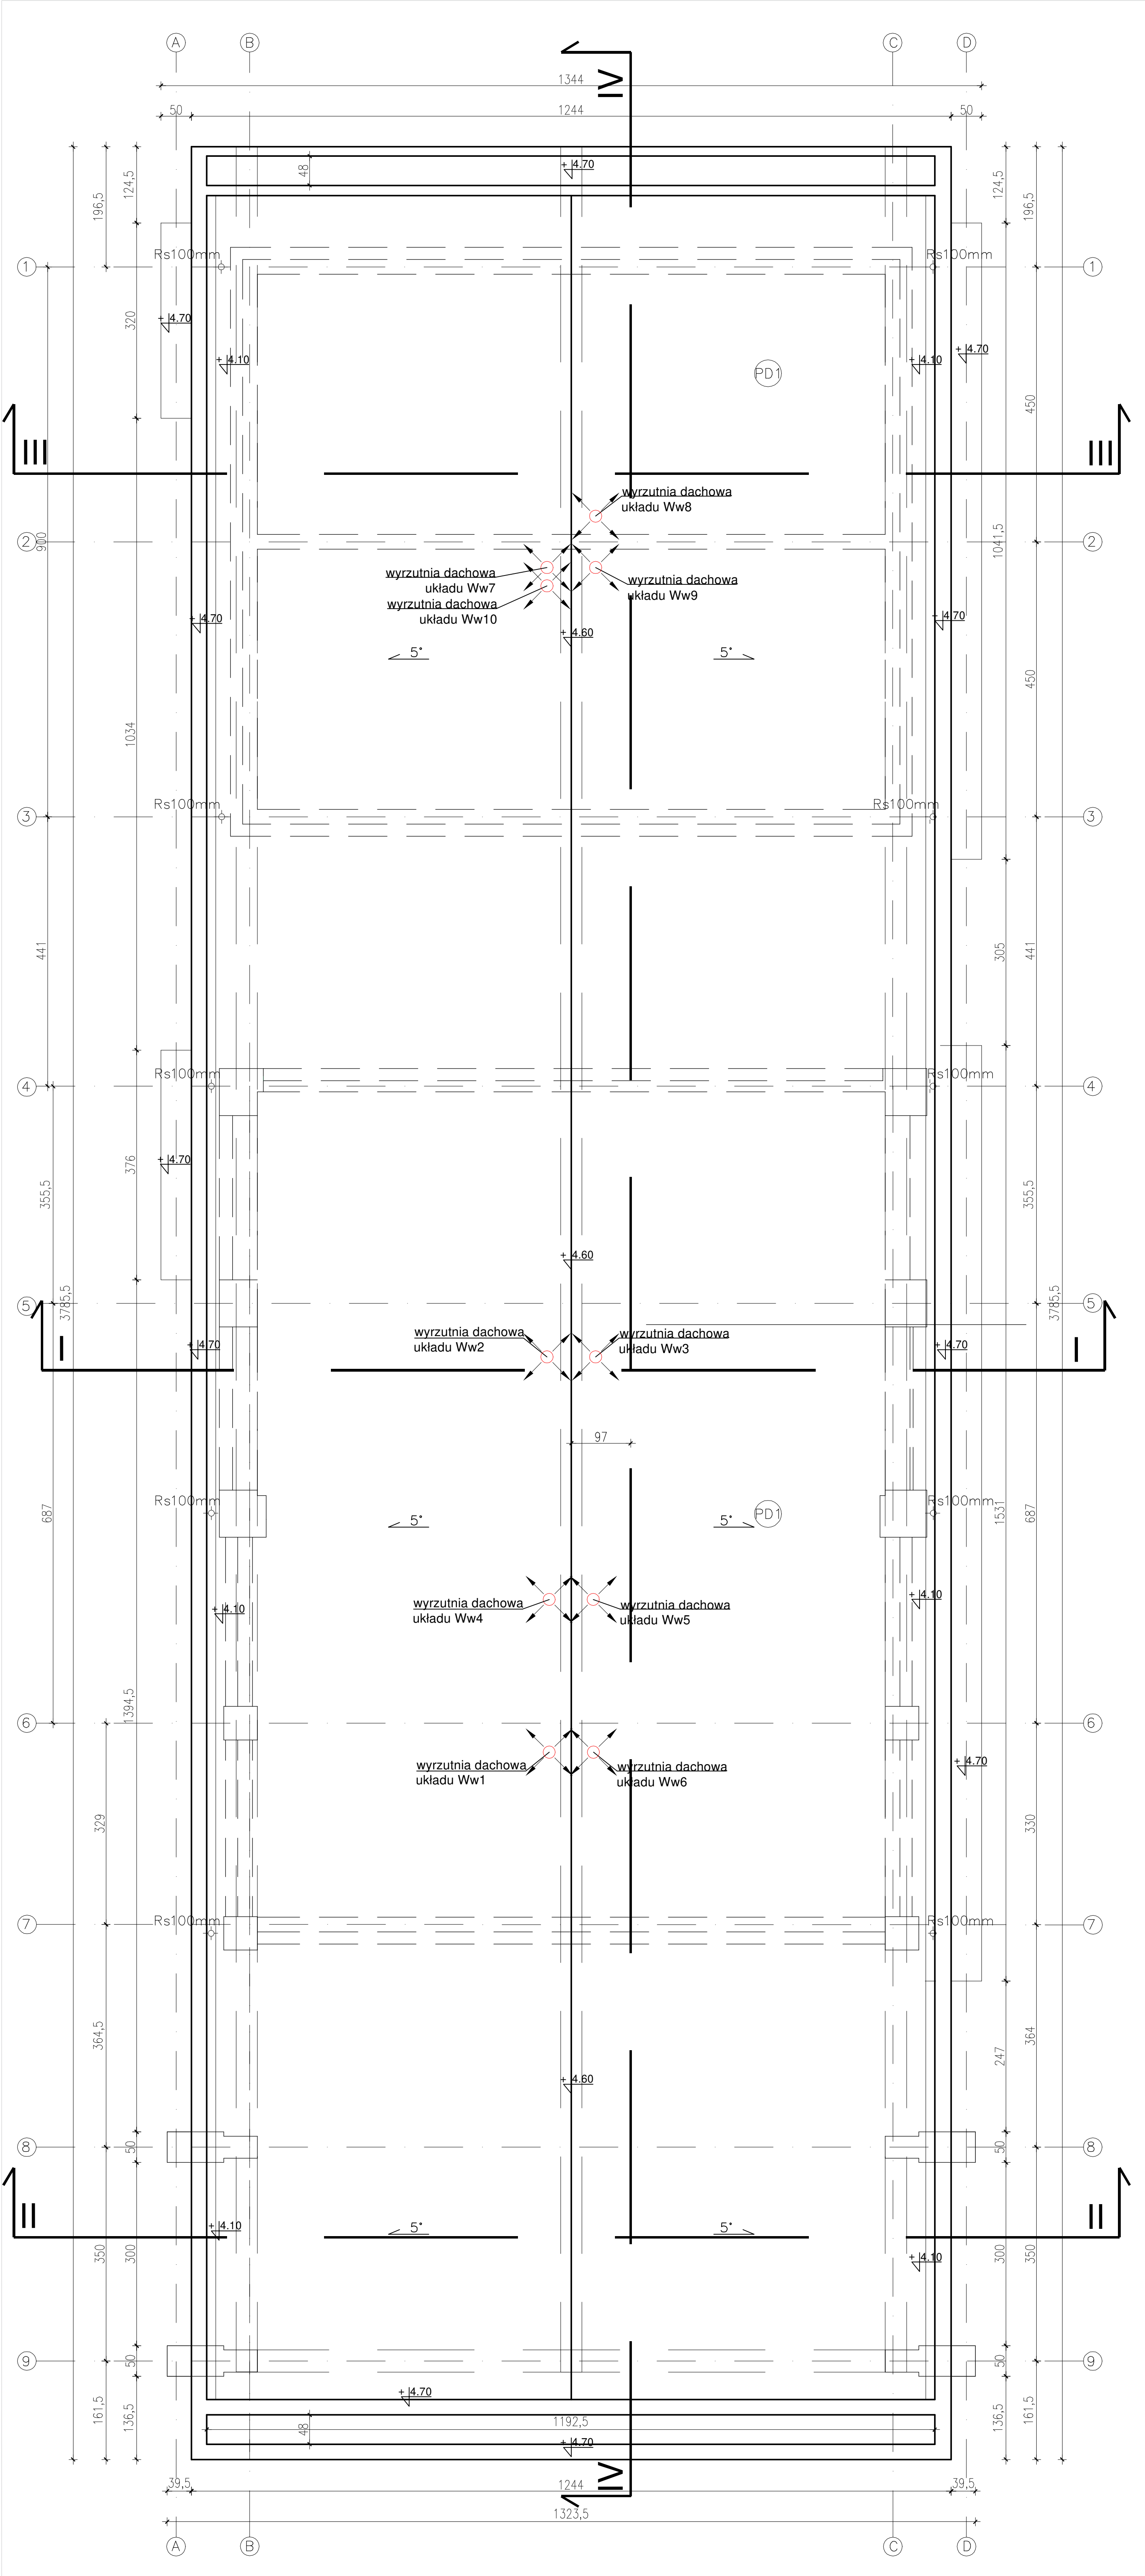 A
B
C
D
1344
50
1244
50
IV
48
+ 4.70
124,5
196,5
124,5
196,5
Rs100mm
Rs100mm
1
1
320
+ 4.70
+ 4.10
+ 4.10
+ 4.70
PD1
450
III
III
wyrzutnia dachowa
układu Ww8
2
900
1041,5
2
wyrzutnia dachowa
układu Ww7
wyrzutnia dachowa
układu Ww9
wyrzutnia dachowa
układu Ww10
+ 4.70
+ 4.60
+ 4.70
5°
5°
450
1034
Rs100mm
Rs100mm
3
3
441
305
441
Rs100mm
Rs100mm
4
4
376
+ 4.70
355,5
355,5
+ 4.60
3785,5
3785,5
5
5
I
I
wyrzutnia dachowa
układu Ww2
wyrzutnia dachowa
układu Ww3
+ 4.70
+ 4.70
97
Rs100mm
Rs100mm
687
1531
687
5°
5°
PD1
wyrzutnia dachowa
układu Ww4
wyrzutnia dachowa
układu Ww5
+ 4.10
+ 4.10
1394,5
6
6
wyrzutnia dachowa
układu Ww1
wyrzutnia dachowa
układu Ww6
+ 4.70
329
330
Rs100mm
Rs100mm
7
7
364,5
247
364
+ 4.60
8
50
50
8
II
II
+ 4.10
5°
5°
+ 4.10
350
300
300
350
9
50
50
9
161,5
136,5
+ 4.70
136,5
161,5
48
1192,5
+ 4.70
IV
39,5
1244
39,5
1323,5
A
B
C
D